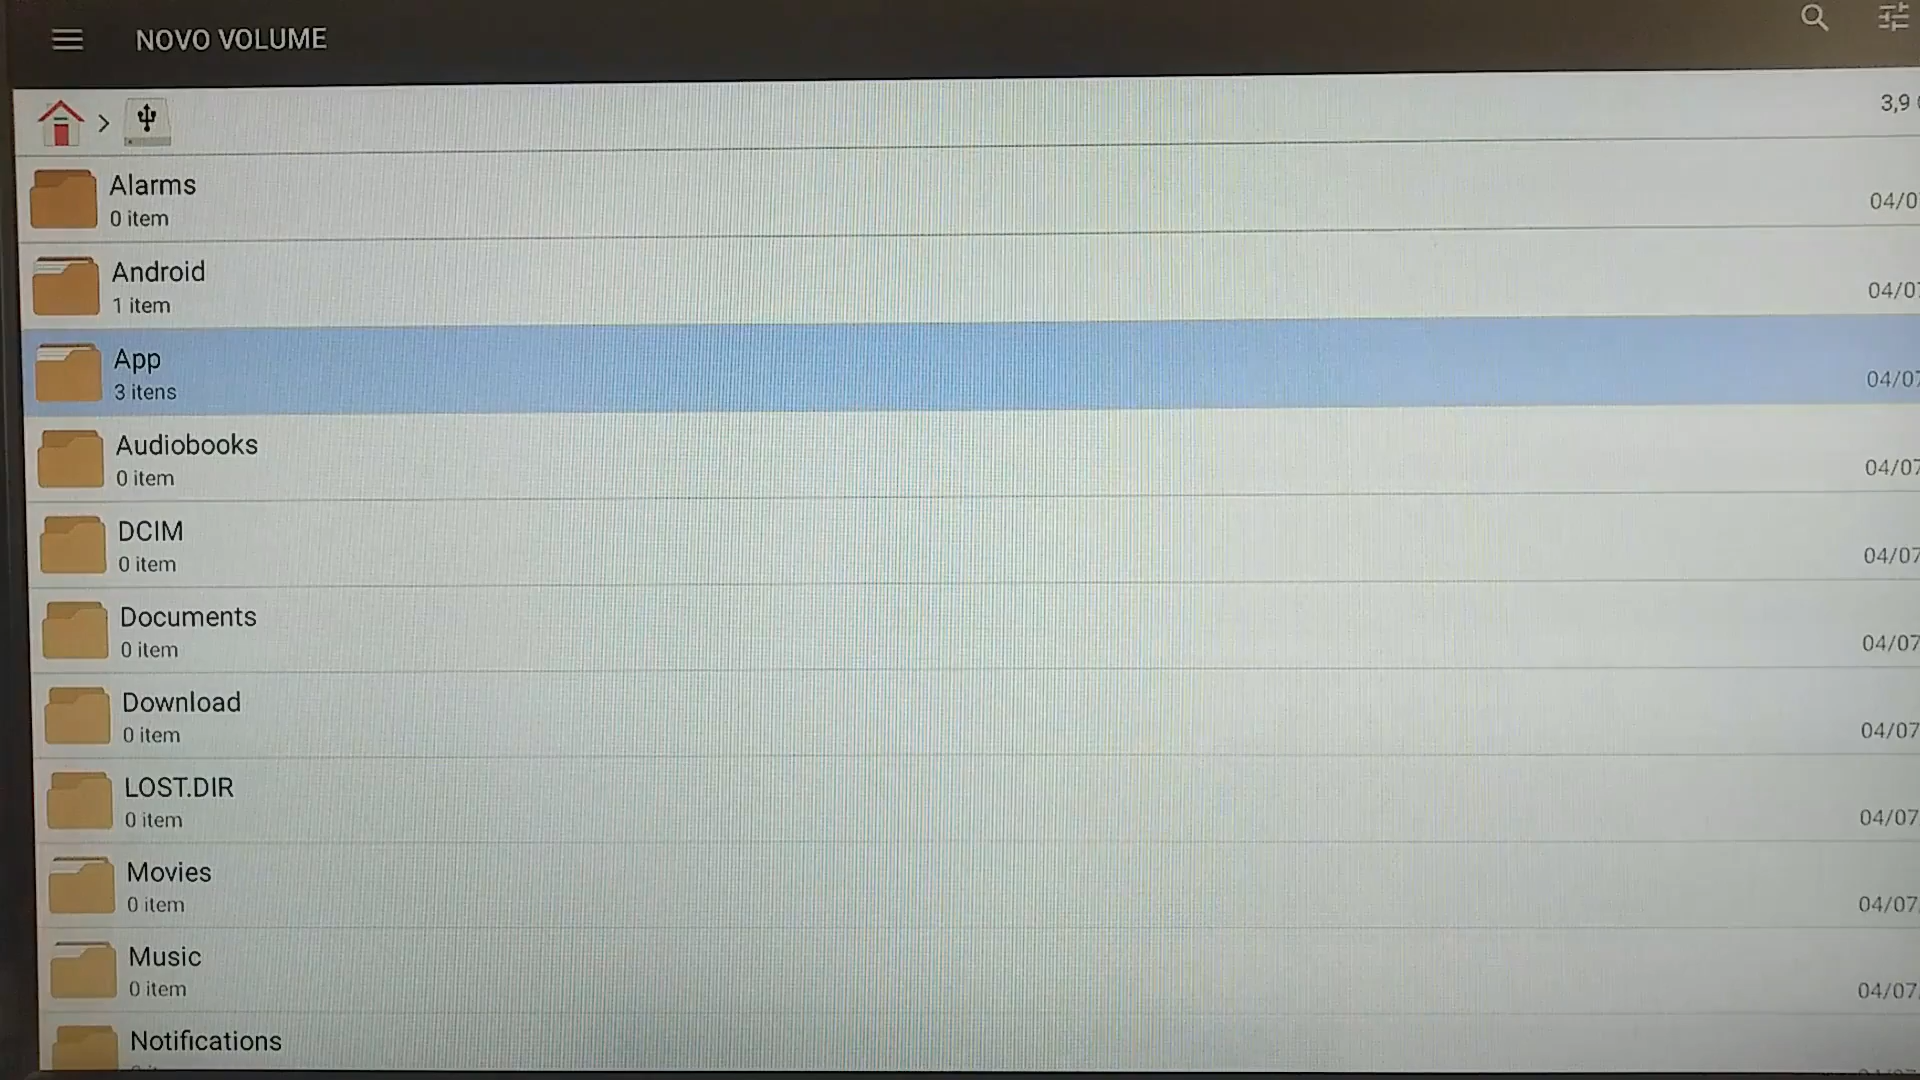 NOVO VOLUME
3,9
Alarms
0 item
04/0
Android
1 item
04/07
App
3 itens
04/07
Audiobooks
0 item
04/07
DCIM
0 item
04/07
Documents
0 item
04/07
Download
0 item
04/07
LOST.DIR
0 item
04/07
Movies
0 item
04/07
Music
0 item
04/07
Notifications